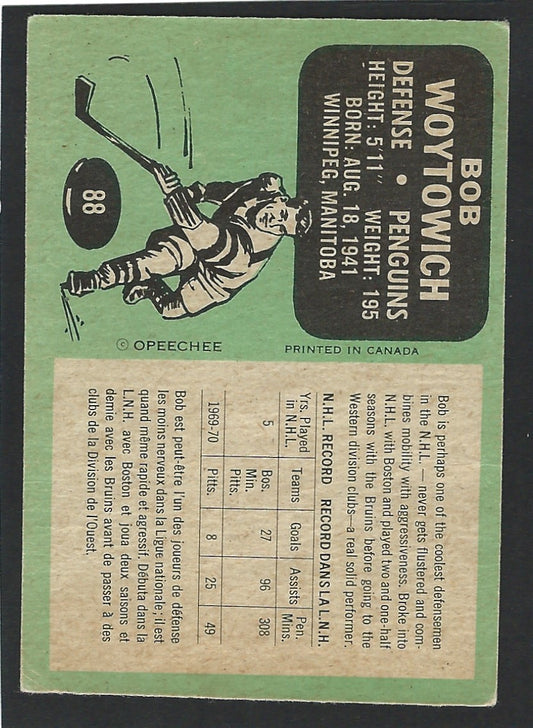 BOB
WOYTOWICH
DEFENSE • PENGUINS
HEIGHT: 5'11" WEIGHT: 195
BORN: AUG. 18, 1941
WINNIPEG, MANITOBA
88
© OPEECHEE
PRINTED IN CANADA
Bob is perhaps one of the coolest defensemen
in the N.H.L. — never gets flustered and com-
bines mobility with aggressiveness. Broke into
N.H.L. with Boston and played two and one-half
seasons with the Bruins before going to the
Western division clubs—a real solid performer.
N.H.L. RECORD RECORD DANS LA L.N.H.
Yrs. Played in N.H.L. Teams Goals Assists Pen. Mins.
5 Bos. Min. Pitts. 27 96 308
1969-70 Pitts. 8 25 49
Bob est peut-être l'un des joueurs de défense
les moins nerveux dans la Ligue nationale; il est
quand même rapide et agressif. Débuta dans la
L.N.H. avec Boston et joua deux saisons et
demie avec les Bruins avant de passer à des
clubs de la Division de l'Ouest.